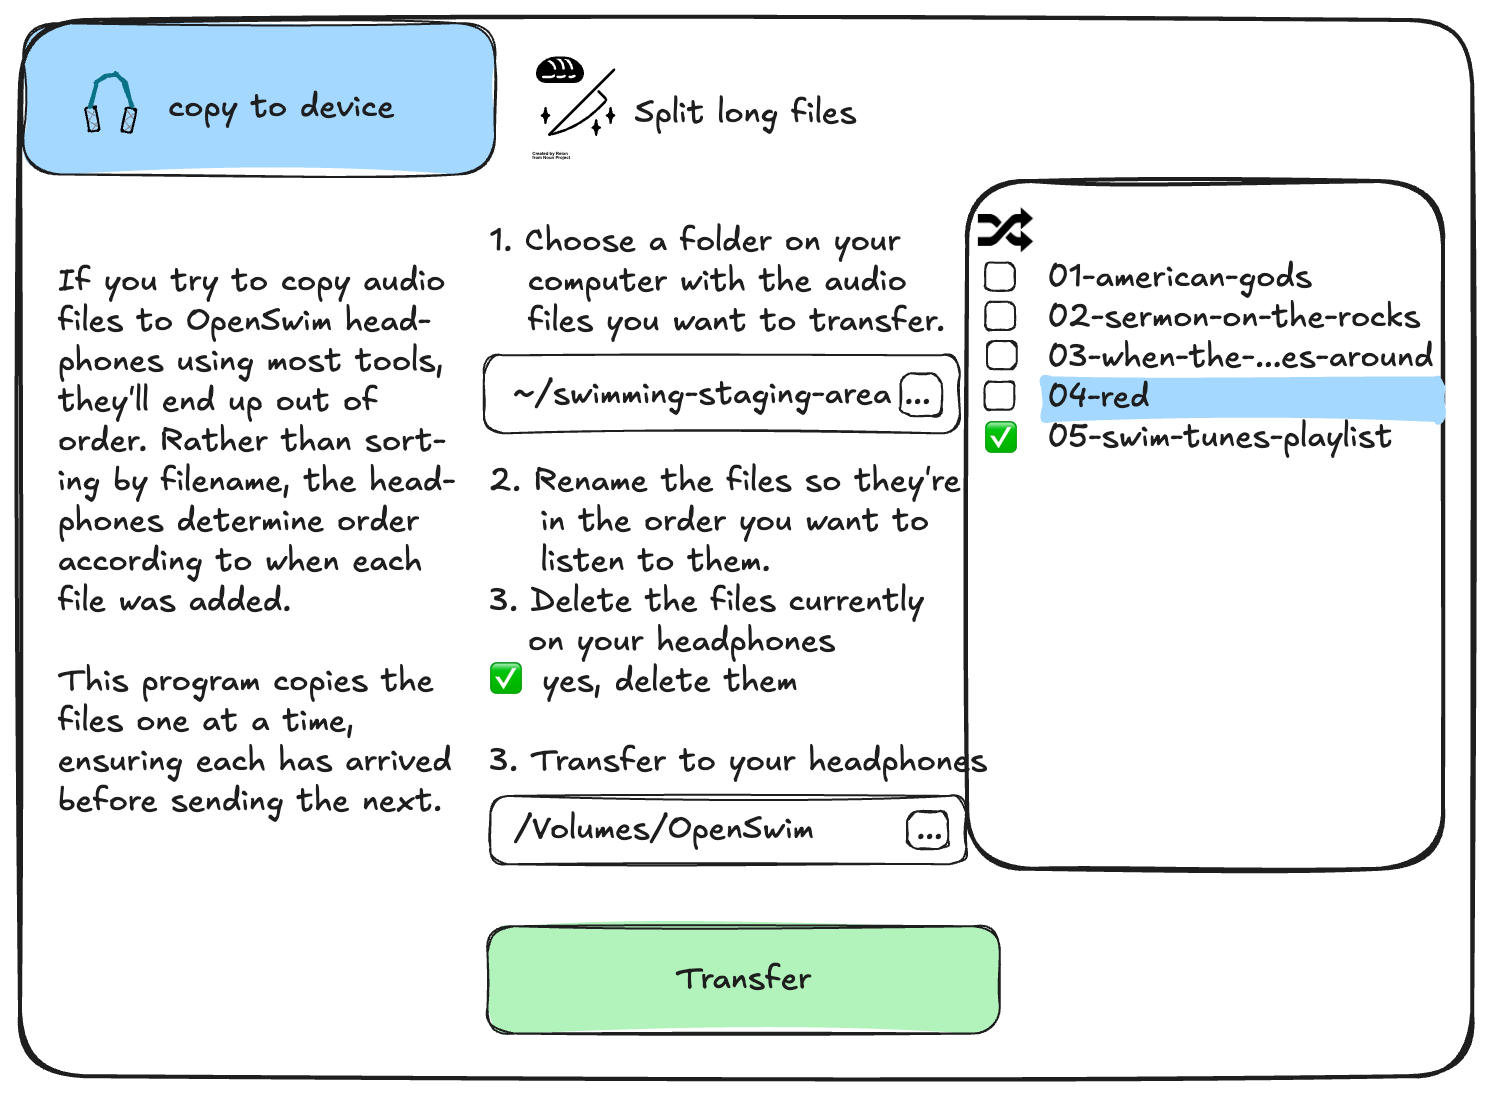 copy to device
Split long files
Created by Reion
from Noun Project
If you try to copy audio
files to OpenSwim head-
phones using most tools,
they'll end up out of
order. Rather than sort-
ing by filename, the head-
phones determine order
according to when each
file was added.
This program copies the
files one at a time,
ensuring each has arrived
before sending the next.
1. Choose a folder on your
computer with the audio
files you want to transfer.
~/swimming-staging-area ...
2. Rename the files so they're
in the order you want to
listen to them.
3. Delete the files currently
on your headphones
yes, delete them
3. Transfer to your headphones
/Volumes/OpenSwim ...
01-american-gods
02-sermon-on-the-rocks
03-when-the-...es-around
04-red
05-swim-tunes-playlist
Transfer